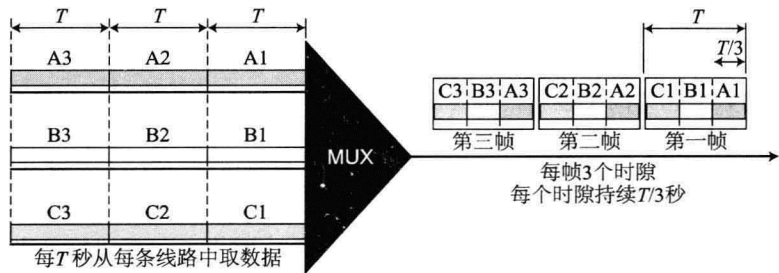 T T T
A3 A2 A1
B3 B2 B1
C3 C2 C1
每T 秒从每条线路中取数据
MUX
T
T/3
C3 B3 A3 C2 B2 A2 C1 B1 A1
第三帧 第二帧 第一帧
每帧3个时隙
每个时隙持续T/3秒